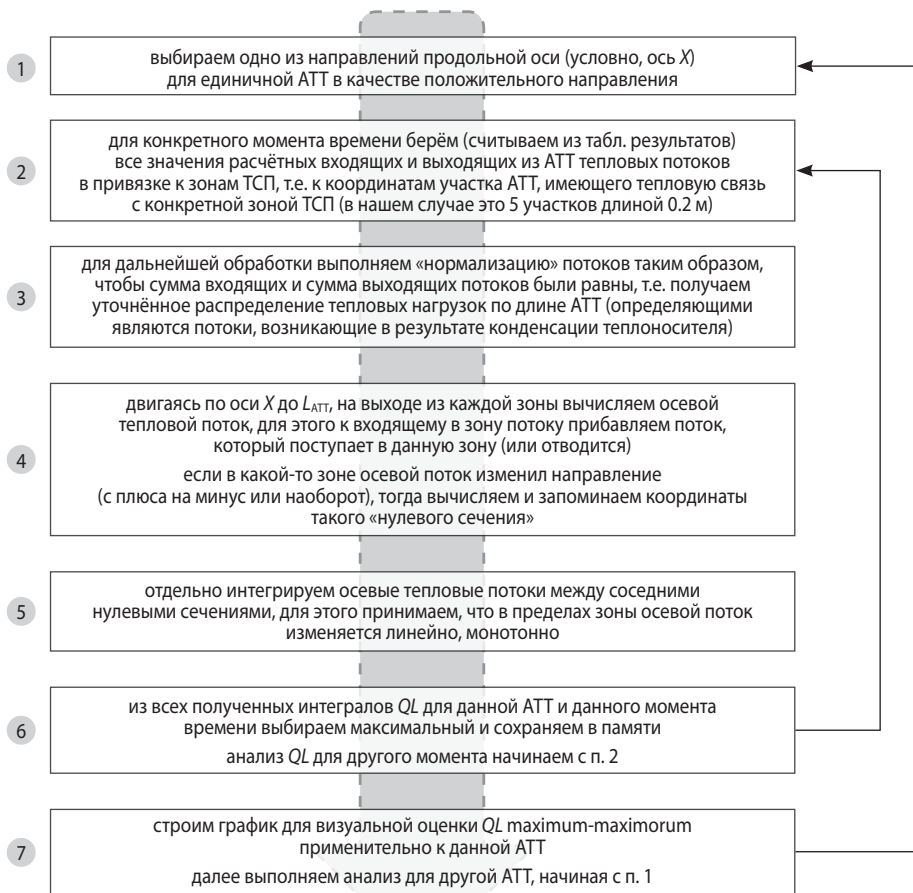 1
выбираем одно из направлений продольной оси (условно, ось X)
для единичной АТТ в качестве положительного направления
2
для конкретного момента времени берём (считываем из табл. результатов)
все значения расчётных входящих и выходящих из АТТ тепловых потоков
в привязке к зонам ТСП, т.е. к координатам участка АТТ, имеющего тепловую связь
с конкретной зоной ТСП (в нашем случае это 5 участков длиной 0.2 м)
3
для дальнейшей обработки выполняем «нормализацию» потоков таким образом,
чтобы сумма входящих и сумма выходящих потоков были равны, т.е. получаем
уточнённое распределение тепловых нагрузок по длине АТТ (определяющими
являются потоки, возникающие в результате конденсации теплоносителя)
4
двигаясь по оси X до LАТТ, на выходе из каждой зоны вычисляем осевой
тепловой поток, для этого к входящему в зону потоку прибавляем поток,
который поступает в данную зону (или отводится)
если в какой-то зоне осевой поток изменил направление
(с плюса на минус или наоборот), тогда вычисляем и запоминаем координаты
такого «нулевого сечения»
5
отдельно интегрируем осевые тепловые потоки между соседними
нулевыми сечениями, для этого принимаем, что в пределах зоны осевой поток
изменяется линейно, монотонно
6
из всех полученных интегралов QL для данной АТТ и данного момента
времени выбираем максимальный и сохраняем в памяти
анализ QL для другого момента начинаем с п. 2
7
строим график для визуальной оценки QL maximum-maximorum
применительно к данной АТТ
далее выполняем анализ для другой АТТ, начиная с п. 1